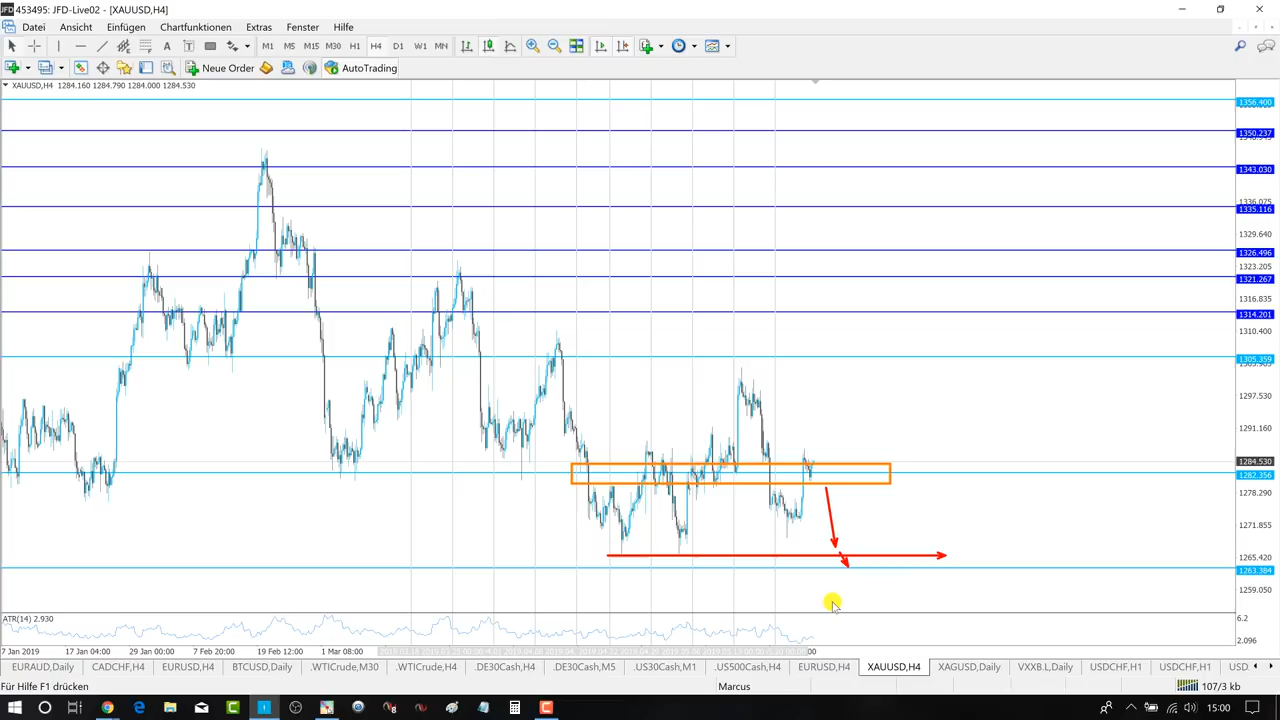 453495: JFD-Live02 - [XAUUSD,H4]
Datei Ansicht Einfügen Chartfunktionen Extras Fenster Hilfe
A T M1 M5 M15 M30 H1 H4 D1 W1 MN
Neue Order AutoTrading
XAUUSD,H4 1284.160 1284.790 1284.000 1284.530
1356.400
1350.237
1343.030
1336.075
1335.116
1329.640
1326.496
1323.205
1321.267
1316.835
1314.201
1310.400
1305.359
1297.530
1291.160
1284.530
1282.356
1278.290
1271.855
1265.420
1263.384
1259.050
ATR(14) 2.930
6.2
2.096
7 Jan 2019 17 Jan 04:00 29 Jan 00:00 7 Feb 20:00 19 Feb 12:00 1 Mar 08:00
EURAUD,Daily CADCHF,H4 EURUSD,H4 BTCUSD,Daily .WTICrude,M30 .WTICrude,H4 .DE30Cash,H4 .DE30Cash,M5 .US30Cash,M1 .US500Cash,H4 EURUSD,H4 XAUUSD,H4 XAGUSD,Daily VXXB.L,Daily USDCHF,H1 USDCHF,H1 USD.
Für Hilfe F1 drücken Marcus 107/3 kb
15:00